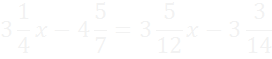 3 1/4 x − 4 5/7 = 3 5/12 x − 3 3/14